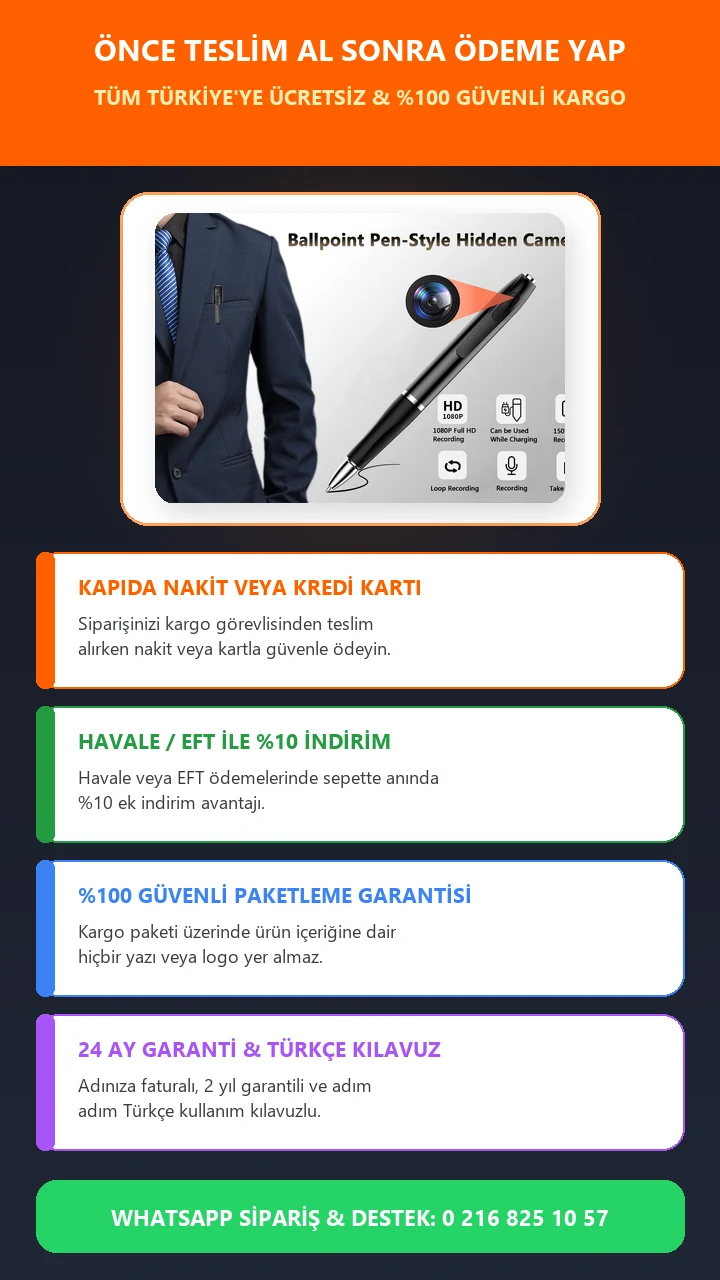 ÖNCE TESLİM AL SONRA ÖDEME YAP
TÜM TÜRKİYE'YE ÜCRETSİZ & %100 GÜVENLİ KARGO
Ballpoint Pen-Style Hidden Came
HD
1080P
1080P Full HD
Recording
Can be Used
While Charging
150
Rec
Loop Recording
Recording
Take
KAPIDA NAKİT VEYA KREDİ KARTI
Siparişinizi kargo görevlisinden teslim
alırken nakit veya kartla güvenle ödeyin.
HAVALE / EFT İLE %10 İNDİRİM
Havale veya EFT ödemelerinde sepette anında
%10 ek indirim avantajı.
%100 GÜVENLİ PAKETLEME GARANTİSİ
Kargo paketi üzerinde ürün içeriğine dair
hiçbir yazı veya logo yer almaz.
24 AY GARANTİ & TÜRKÇE KILAVUZ
Adınıza faturalı, 2 yıl garantili ve adım
adım Türkçe kullanım kılavuzlu.
WHATSAPP SİPARİŞ & DESTEK: 0 216 825 10 57